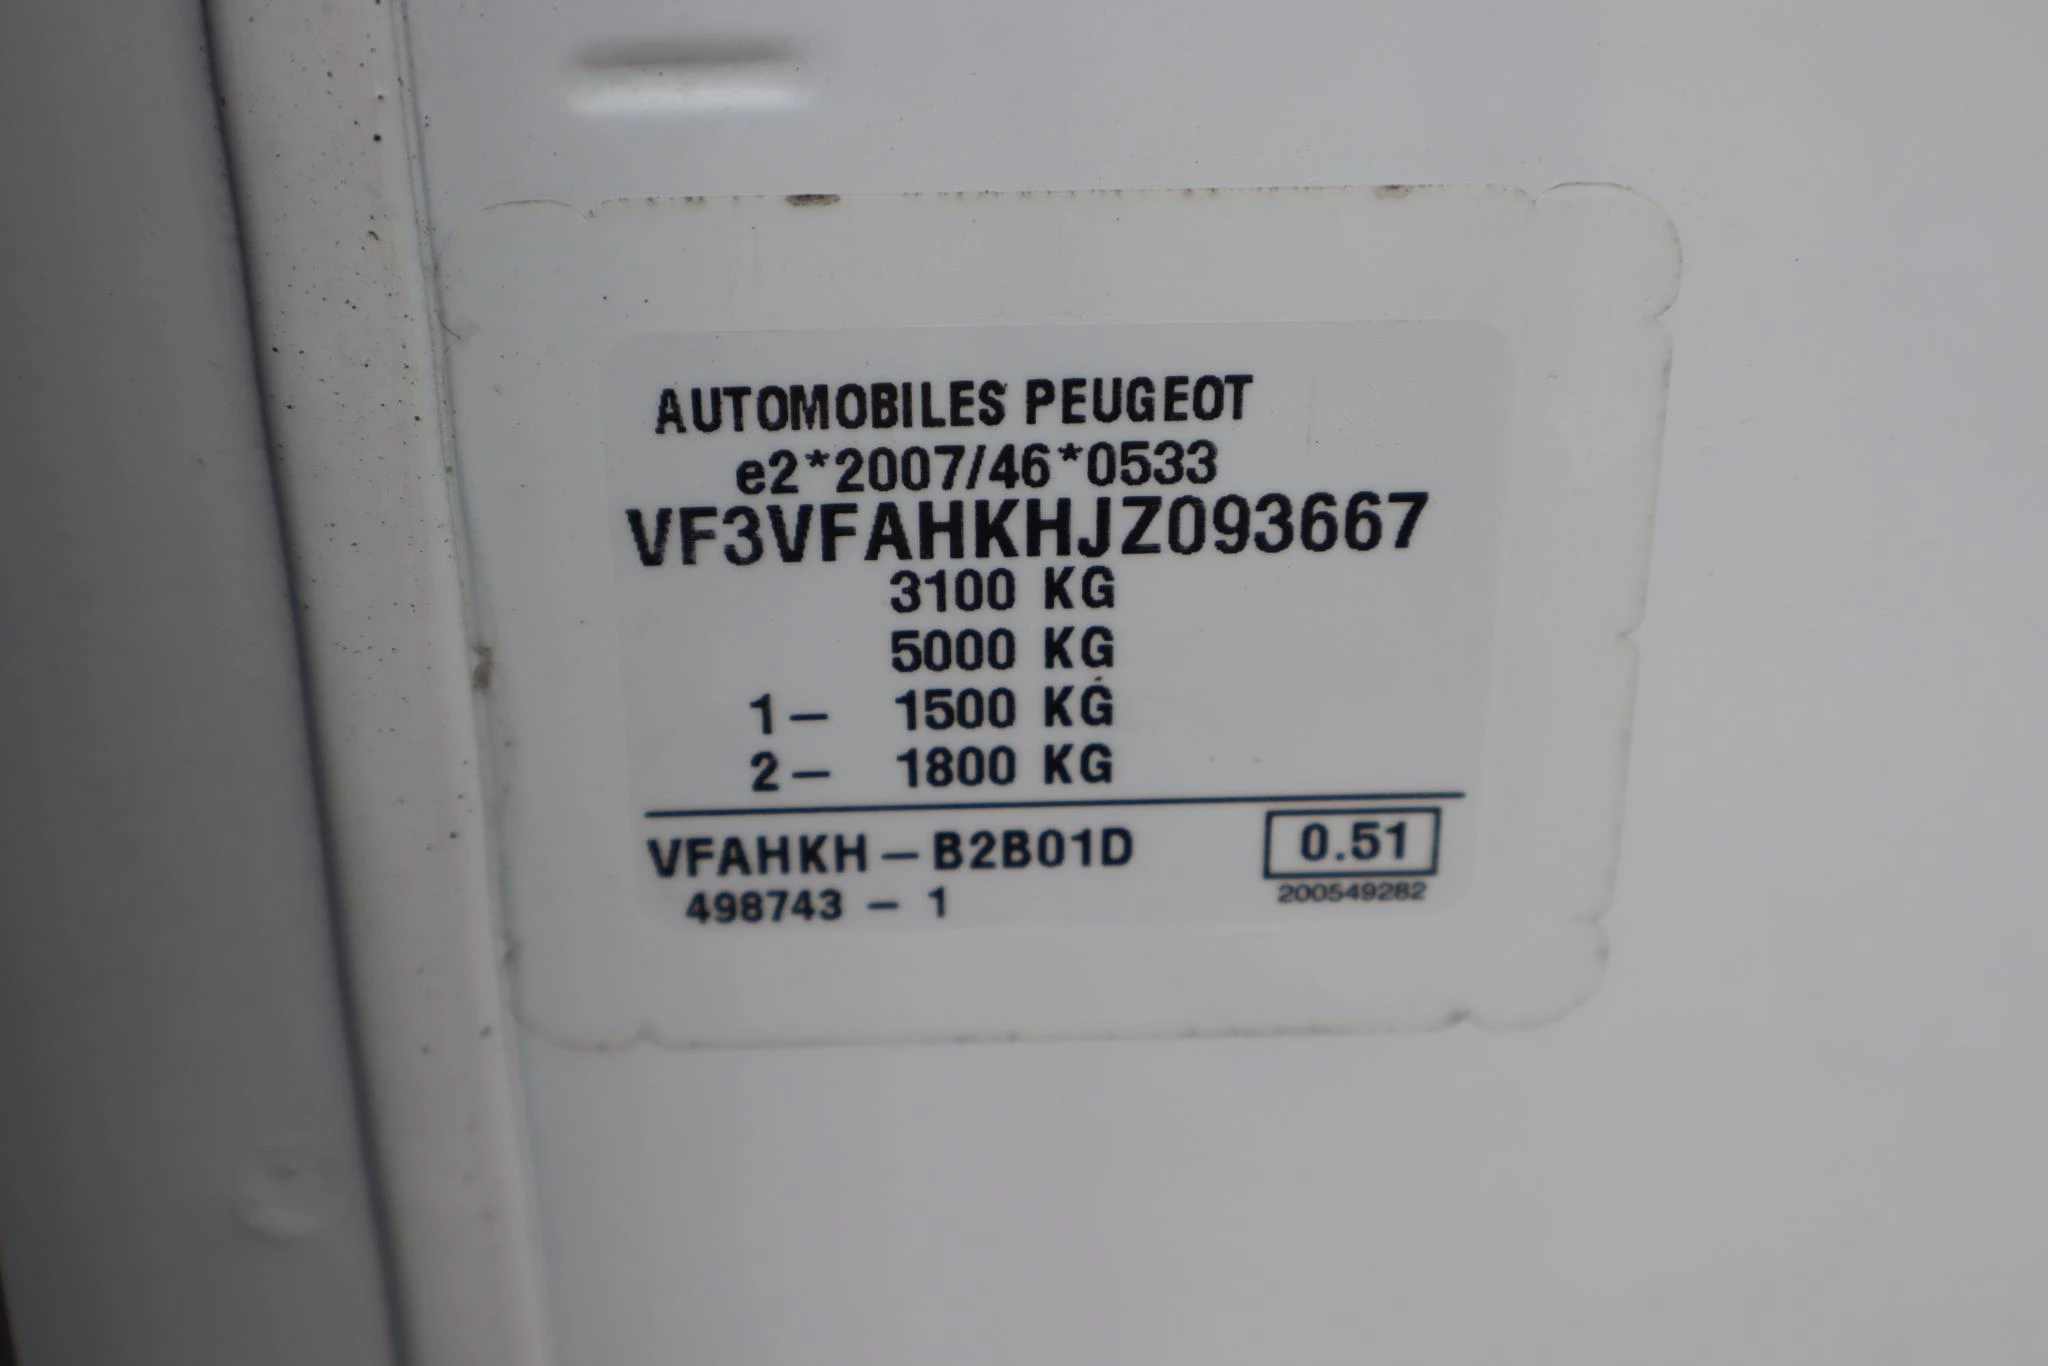 AUTOMOBILES PEUGEOT
e2*2007/46*0533
VF3VFAHKHJZ093667
3100 KG
5000 KG
1– 1500 KG
2– 1800 KG
VFAHKH–B2B01D
0.51
498743 – 1
200549282